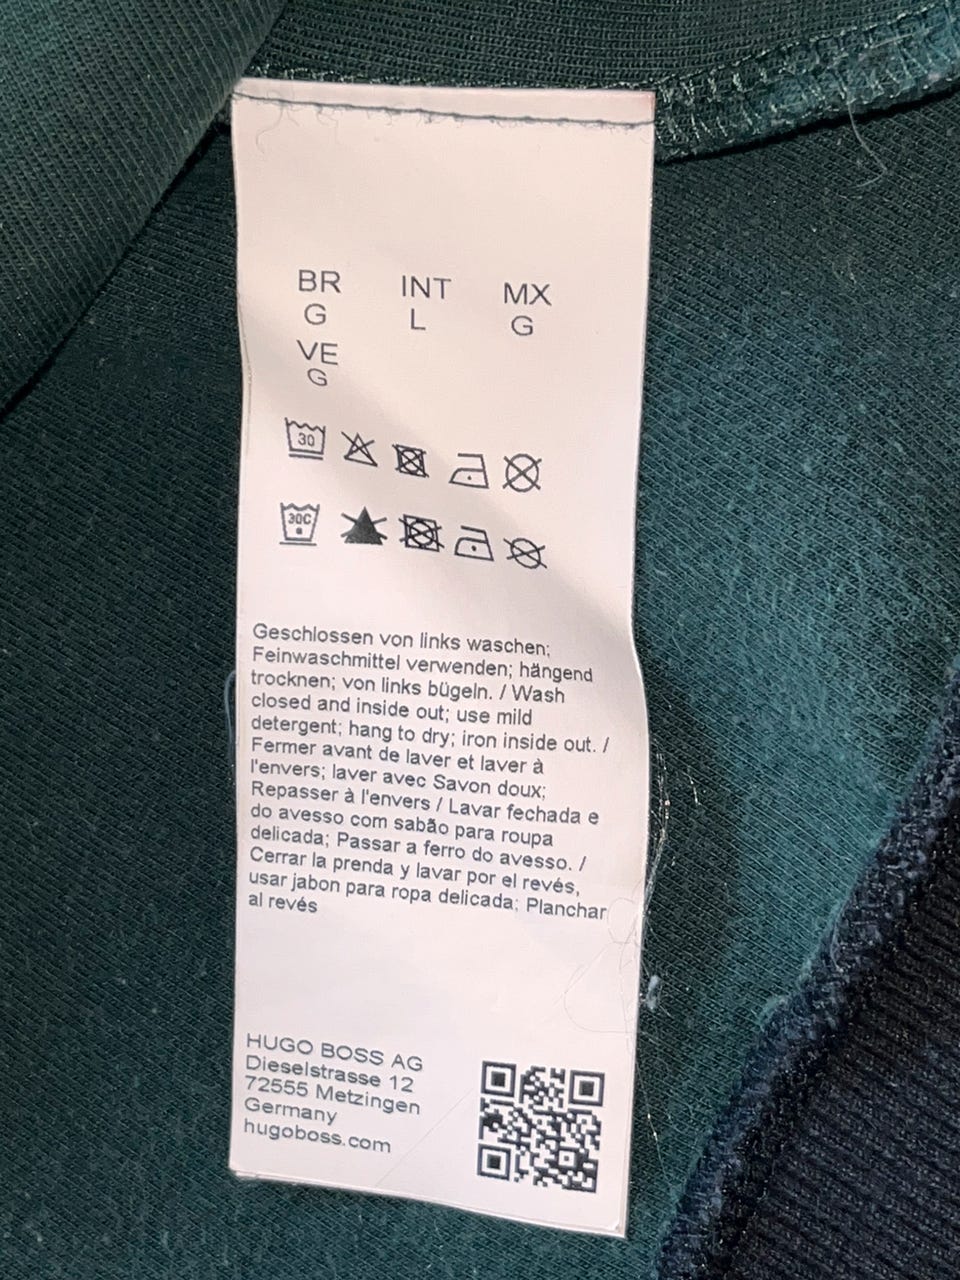 BR INT MX
G L G
VE
G
30
30C
Geschlossen von links waschen;
Feinwaschmittel verwenden; hängend
trocknen; von links bügeln. / Wash
closed and inside out; use mild
detergent; hang to dry; iron inside out. /
Fermer avant de laver et laver à
l'envers; laver avec Savon doux;
Repasser à l'envers / Lavar fechada e
do avesso com sabão para roupa
delicada; Passar a ferro do avesso. /
Cerrar la prenda y lavar por el revés,
usar jabon para ropa delicada; Planchar
al revés
HUGO BOSS AG
Dieselstrasse 12
72555 Metzingen
Germany
hugoboss.com